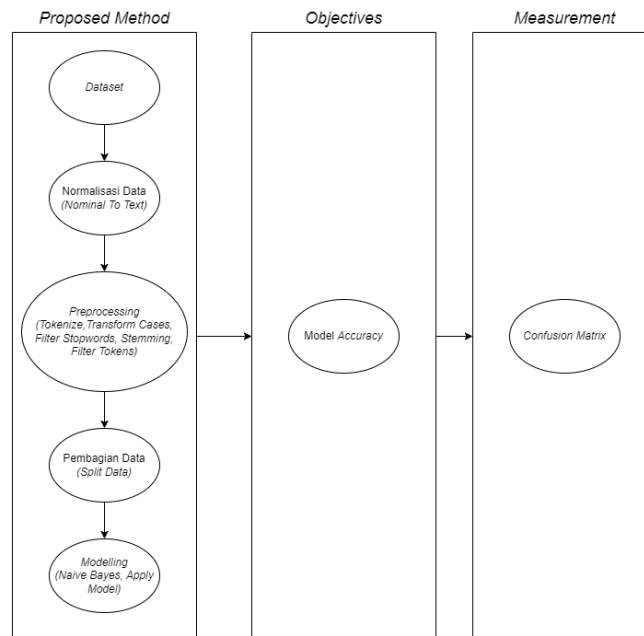 Proposed Method
Objectives
Measurement
Dataset
Normalisasi Data
(Nominal To Text)
Preprocessing
(Tokenize,Transform Cases,
Filter Stopwords, Stemming,
Filter Tokens)
Model Accuracy
Confusion Matrix
Pembagian Data
(Split Data)
Modelling
(Naive Bayes, Apply
Model)